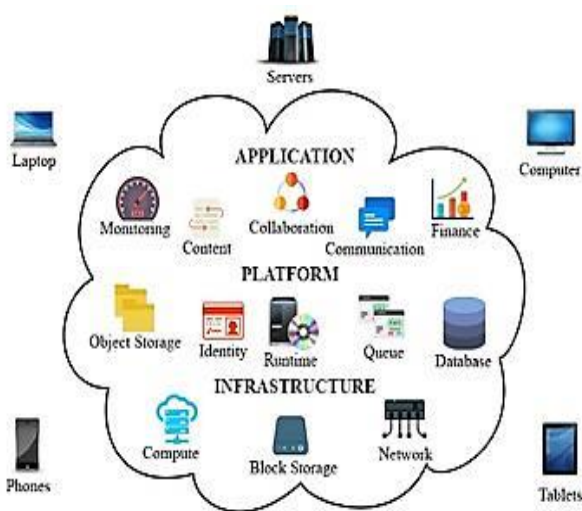 Servers
Laptop
Computer
APPLICATION
Monitoring
Content
Collaboration
Communication
Finance
PLATFORM
Object Storage
Identity
Runtime
Queue
Database
INFRASTRUCTURE
Compute
Block Storage
Network
Phones
Tablets